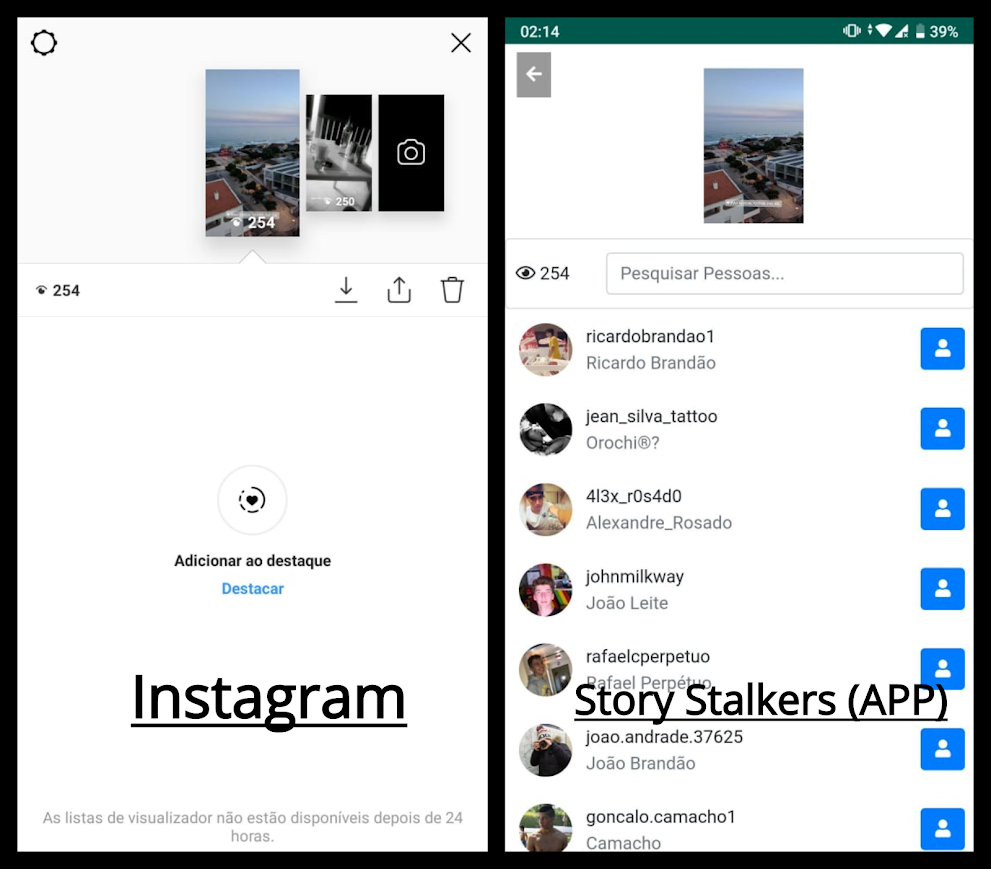 254
250
254
Adicionar ao destaque
Destacar
Instagram
As listas de visualizador não estão disponíveis depois de 24
horas.
02:14
39%
254
Pesquisar Pessoas...
ricardobrandao1
Ricardo Brandão
jean_silva_tattoo
Orochi®?
4l3x_r0s4d0
Alexandre_Rosado
johnmilkway
João Leite
rafaelcperpetuo
Rafael Perpétuo
Story Stalkers (APP)
joao.andrade.37625
João Brandão
goncalo.camacho1
Camacho